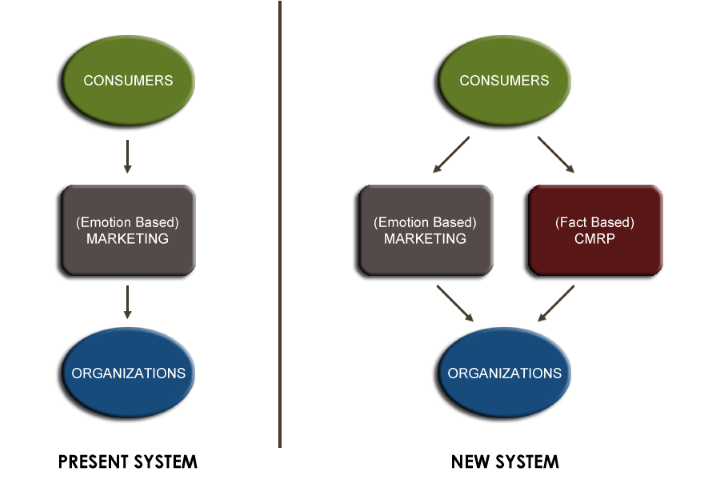 CONSUMERS
(Emotion Based)
MARKETING
ORGANIZATIONS
PRESENT SYSTEM
CONSUMERS
(Emotion Based)
MARKETING
(Fact Based)
CMRP
ORGANIZATIONS
NEW SYSTEM